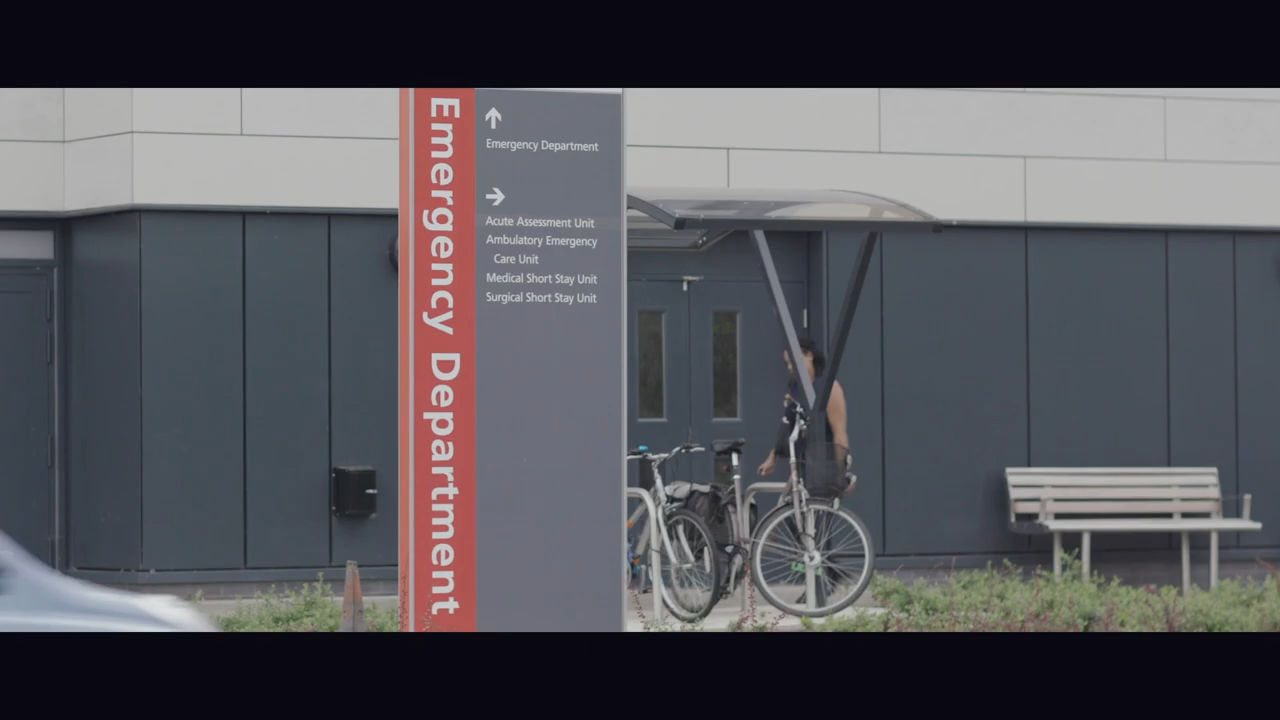 Emergency Department
↑
Emergency Department
→
Acute Assessment Unit
Ambulatory Emergency
Care Unit
Medical Short Stay Unit
Surgical Short Stay Unit